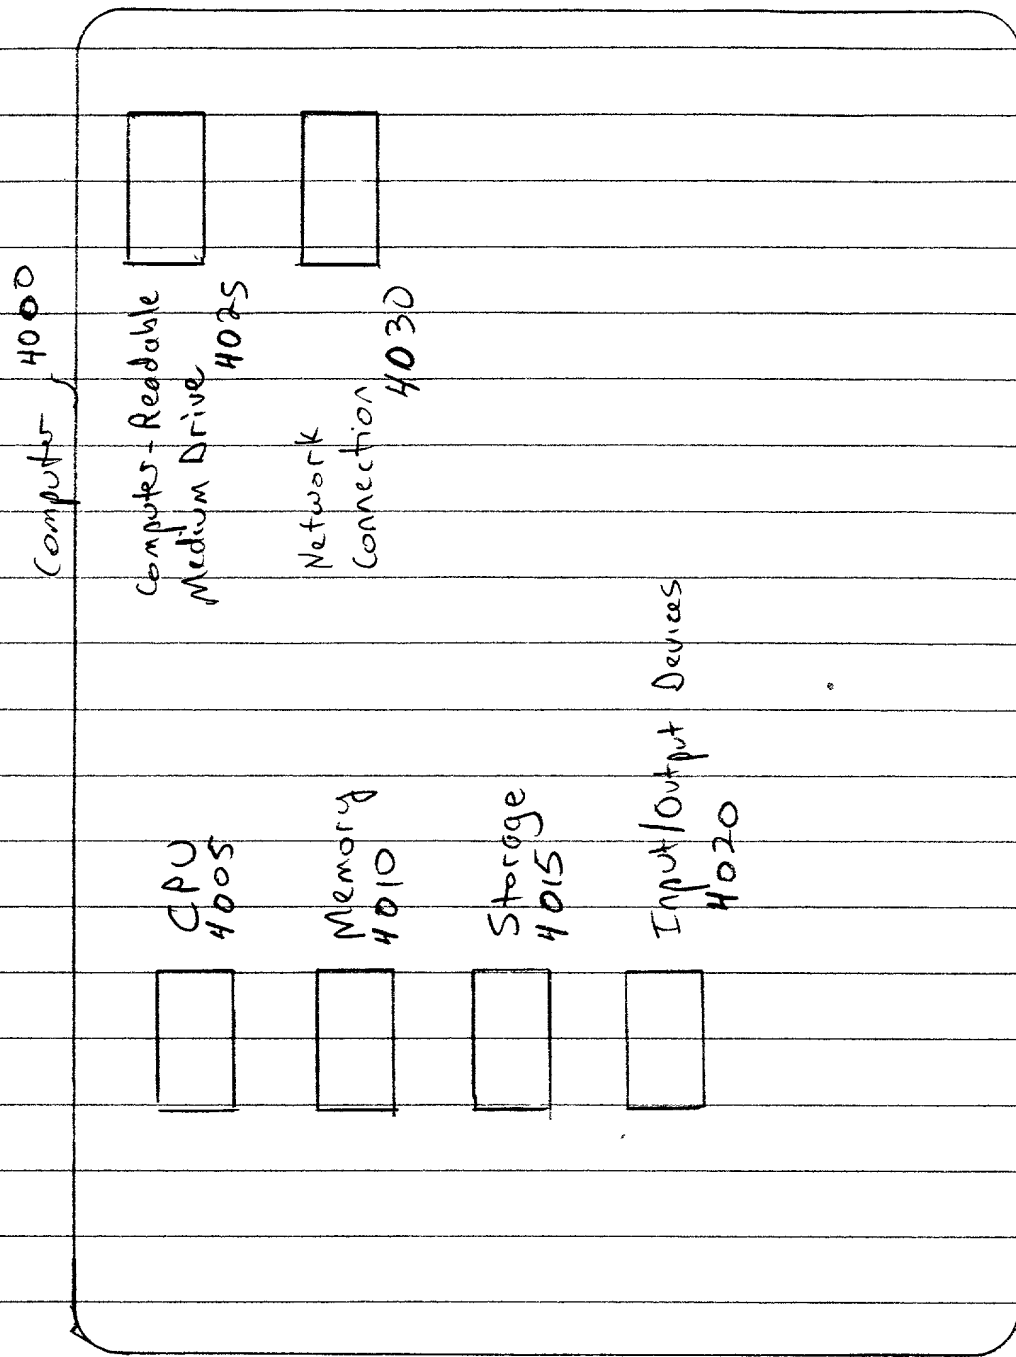 Computer 4000
CPU
4005
Memory
4010
Storage
4015
Input/Output Devices
4020
Computer-Readable
Medium Drive
4025
Network
Connection
4030